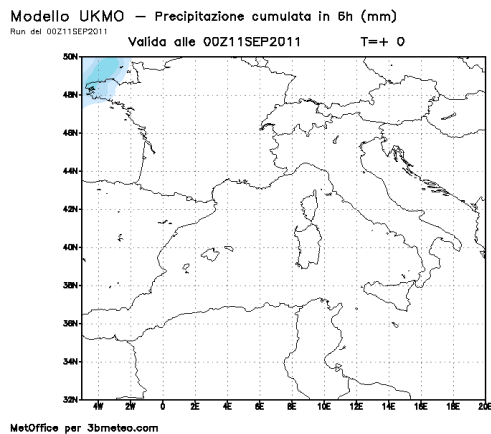 Modello UKMO – Precipitazione cumulata in 6h (mm)
Run del 00Z11SEP2011
Valida alle 00Z11SEP2011 T=+ 0
50N
48N
46N
44N
42N
40N
38N
36N
34N
32N
4W 2W 0 2E 4E 6E 8E 10E 12E 14E 16E 18E 20E
MetOffice per 3bmeteo.com